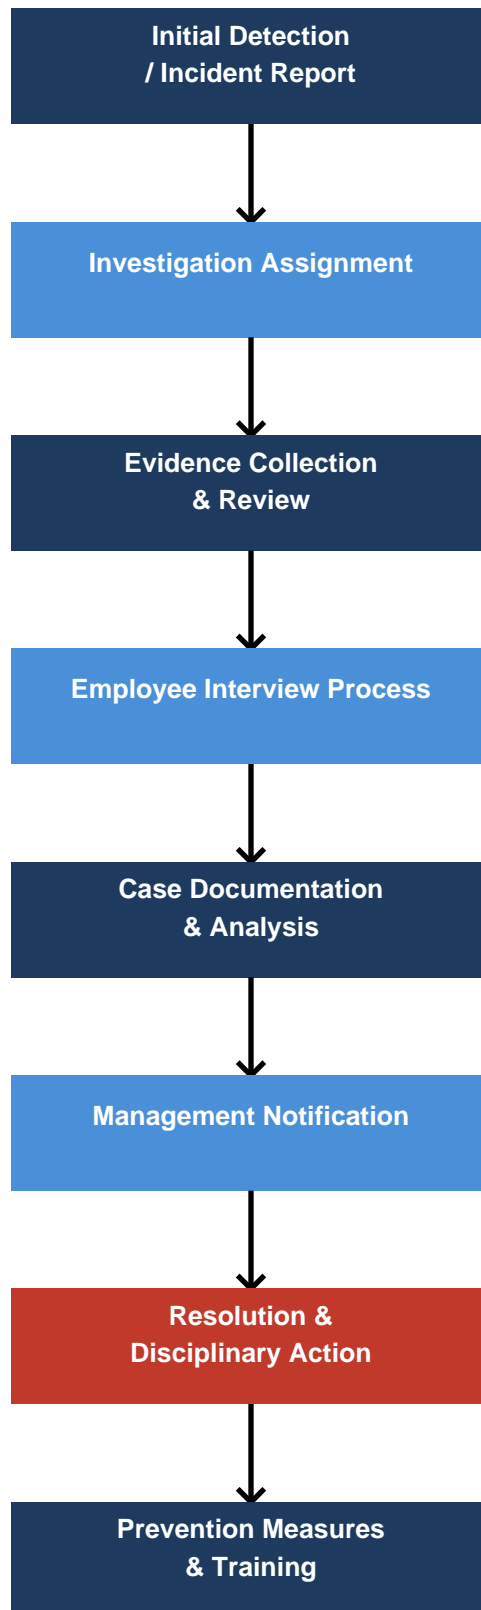 Initial Detection
/ Incident Report
Investigation Assignment
Evidence Collection
& Review
Employee Interview Process
Case Documentation
& Analysis
Management Notification
Resolution &
Disciplinary Action
Prevention Measures
& Training